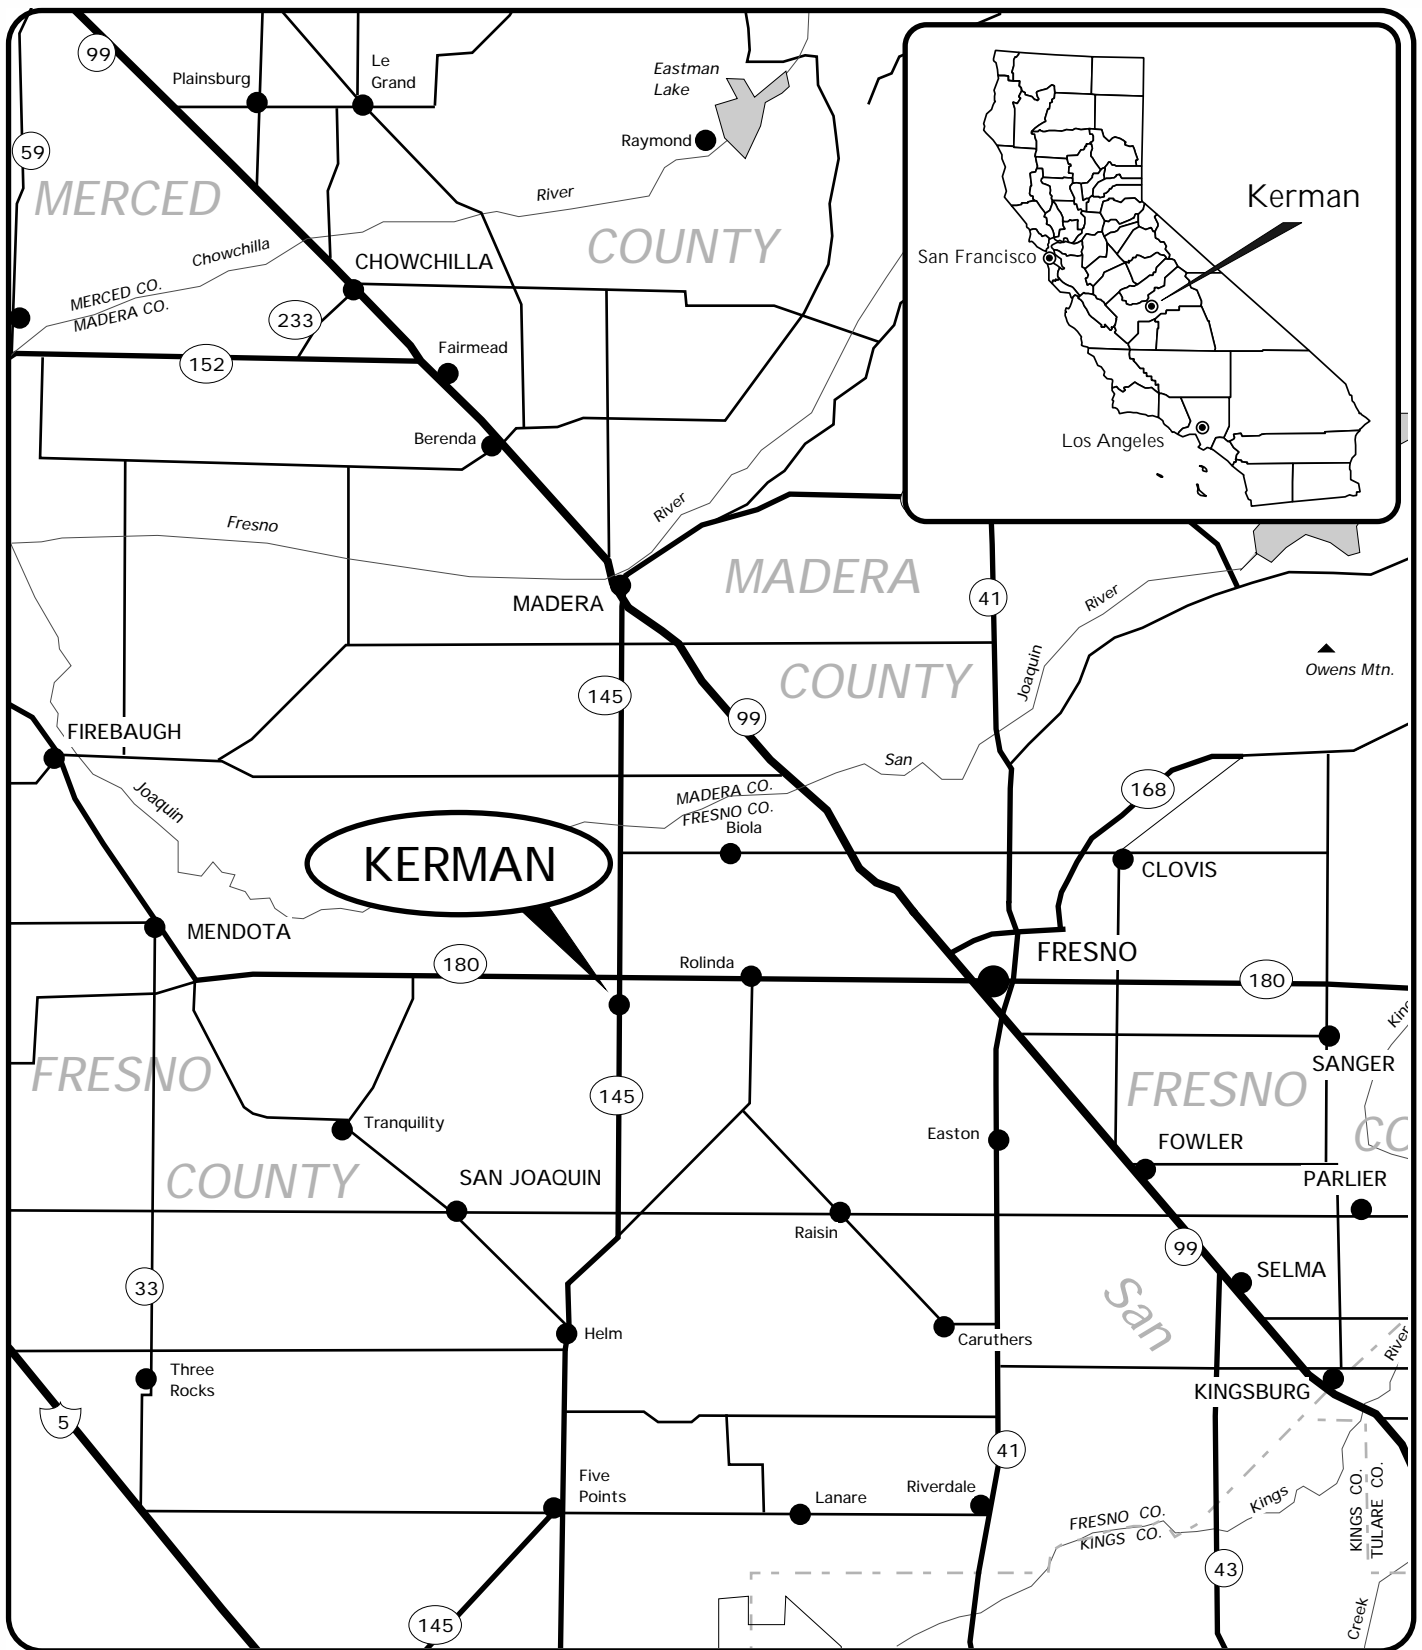 99
Plainsburg
Le
Grand
Eastman
Lake
Raymond
59
MERCED
COUNTY
River
Chowchilla
MERCED CO.
MADERA CO.
CHOWCHILLA
233
152
Fairmead
Berenda
Kerman
San Francisco
Los Angeles
Fresno
River
MADERA
MADERA
COUNTY
41
River
Joaquin
Owens Mtn.
145
99
FIREBAUGH
San
Joaquin
MADERA CO.
FRESNO CO.
Biola
168
KERMAN
CLOVIS
MENDOTA
180
Rolinda
FRESNO
180
SANGER
FRESNO
COUNTY
145
Tranquility
SAN JOAQUIN
Easton
FRESNO
CO
FOWLER
PARLIER
Raisin
99
SELMA
San
33
Helm
Caruthers
Three
Rocks
5
KINGSBURG
River
41
Five
Points
Lanare
Riverdale
FRESNO CO.
KINGS CO.
Kings
KINGS CO.
TULARE CO.
43
145
Creek